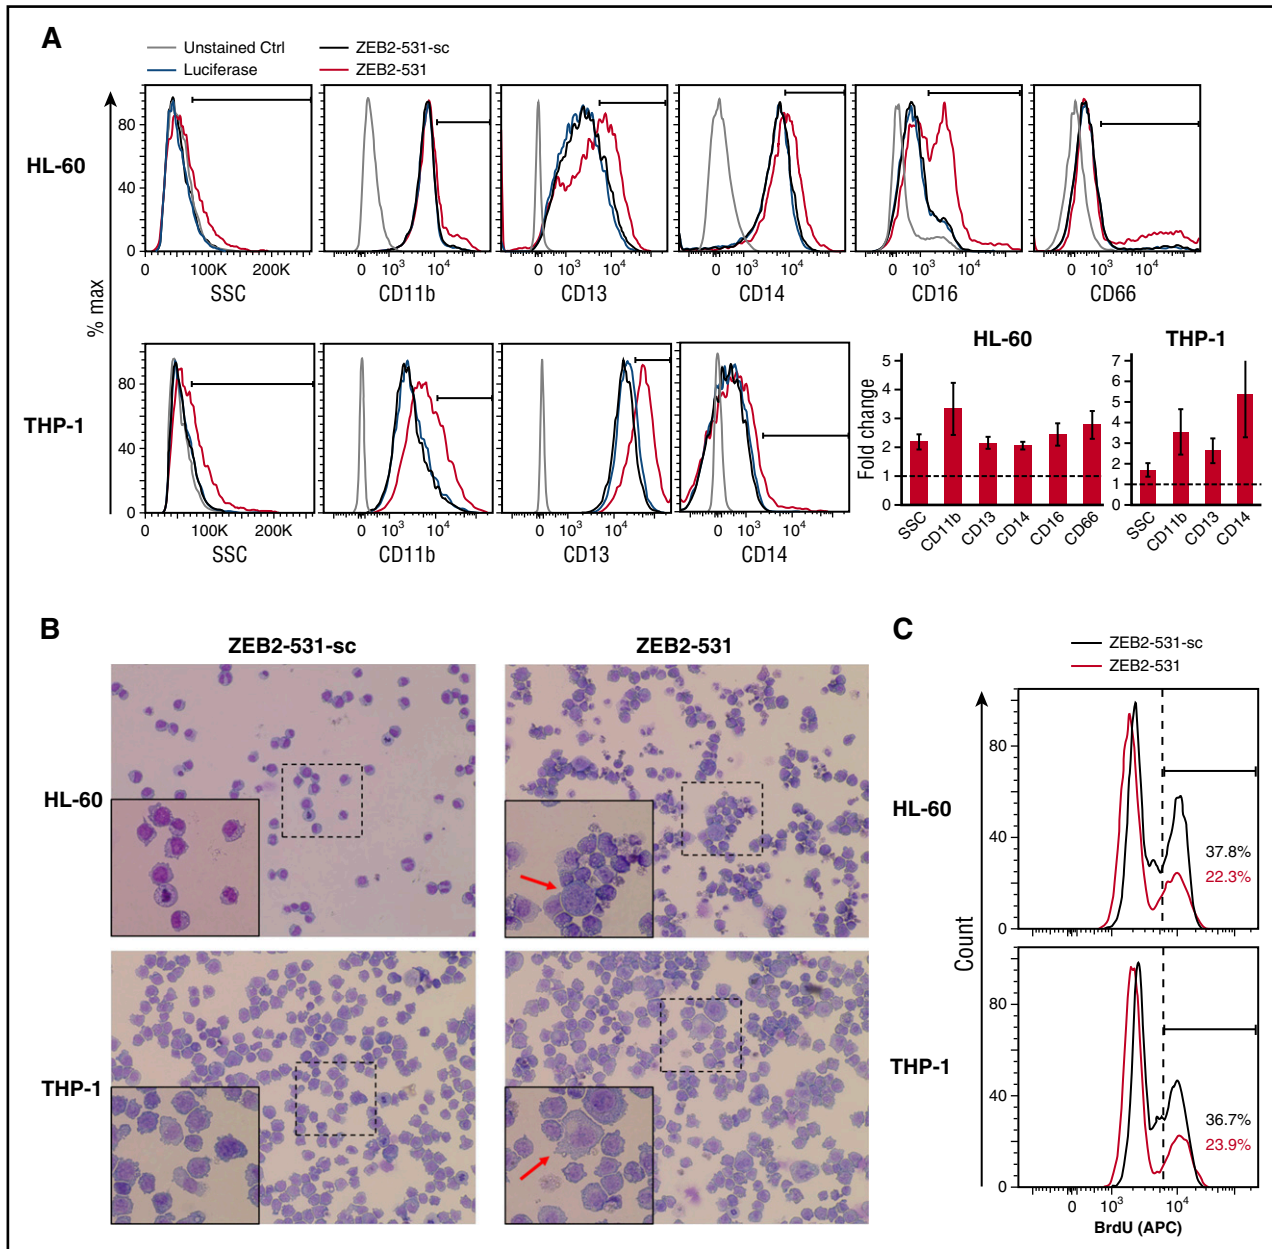 A
Unstained Ctrl
ZEB2-531-sc
Luciferase
ZEB2-531
% max
HL-60
80
40
0
0 100K 200K
SSC
0 10³ 10⁴
CD11b
0 10³ 10⁴
CD13
0 10³ 10⁴
CD14
0 10³ 10⁴
CD16
0 10³ 10⁴
CD66
THP-1
80
40
0
0 100K 200K
SSC
0 10³ 10⁴
CD11b
0 10³ 10⁴
CD13
0 10³ 10⁴
CD14
HL-60
Fold change
5
4
3
2
1
0
SSC CD11b CD13 CD14 CD16 CD66
THP-1
7
6
5
4
3
2
1
0
SSC CD11b CD13 CD14
B
ZEB2-531-sc
ZEB2-531
HL-60
THP-1
C
ZEB2-531-sc
ZEB2-531
Count
HL-60
80
40
0
37.8%
22.3%
THP-1
80
40
0
36.7%
23.9%
0 10³ 10⁴
BrdU (APC)